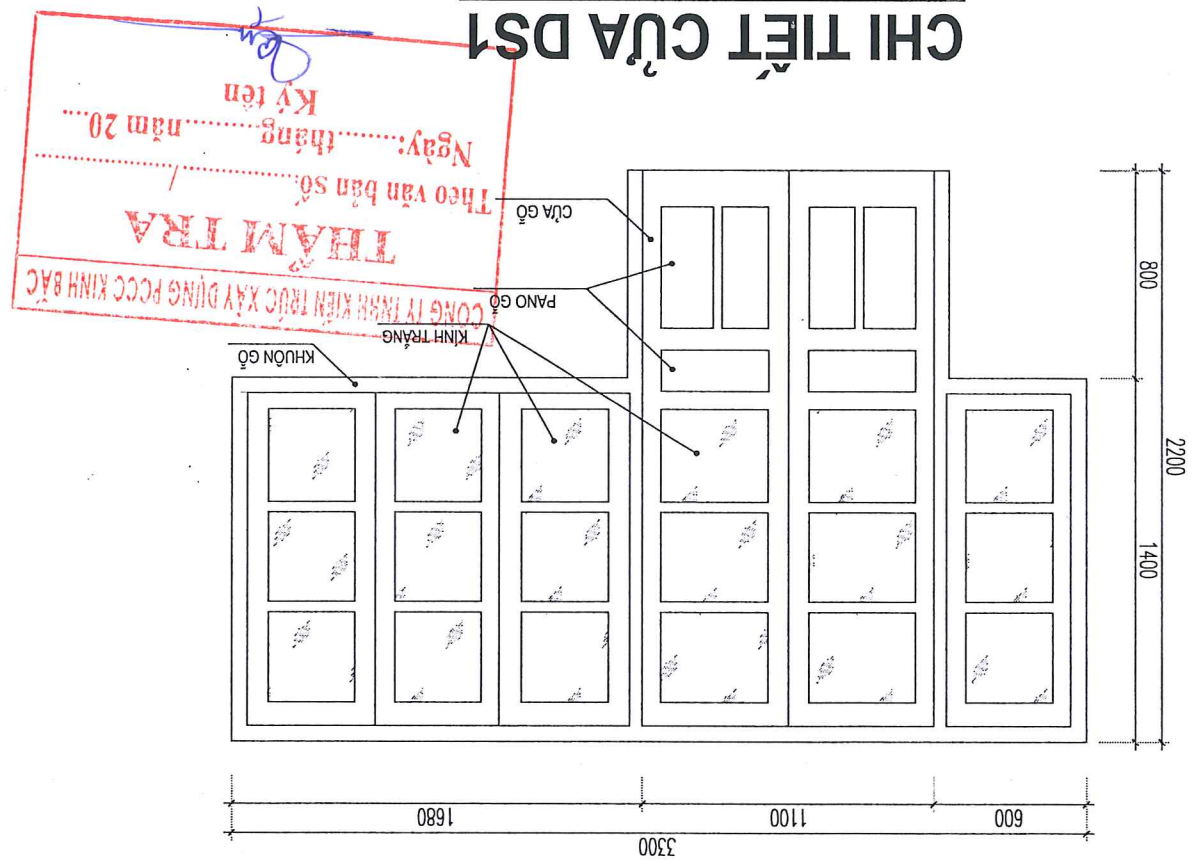 3300
600
1100
1680
1400
2200
800
KHUÔN GỖ
KÍNH TRẮNG
PANO GỖ
CỬA GỖ
CÔNG TY TNHH KIẾN TRÚC XÂY DỰNG PCCC KINH BẮC
THẨM TRA
Theo văn bản số................/................
Ngày:...........tháng...........năm 20....
Ký tên
CHI TIẾT CỬA DS1